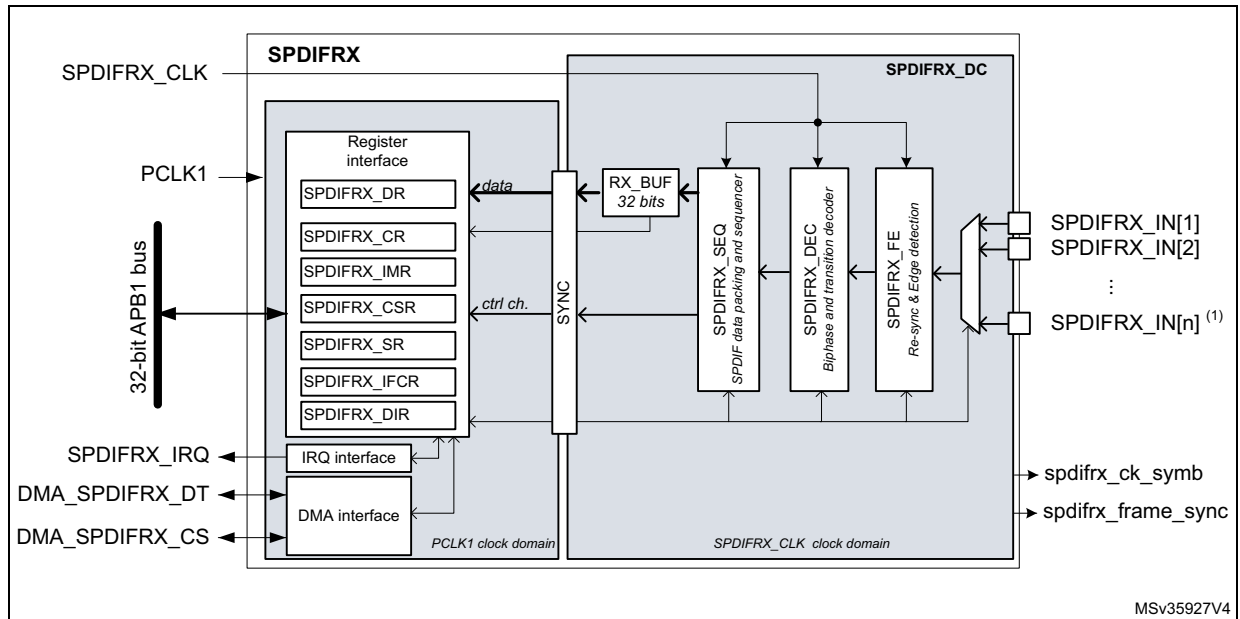 SPDIFRX
SPDIFRX_CLK
SPDIFRX_DC
Register
interface
PCLK1
SPDIFRX_DR
data
RX_BUF
32 bits
SPDIFRX_CR
SPDIFRX_IMR
SPDIFRX_CSR
ctrl ch.
SPDIFRX_SR
SPDIFRX_IFCR
SPDIFRX_DIR
SYNC
SPDIFRX_SEQ
SPDIF data packing and sequencer
SPDIFRX_DEC
Biphase and transition decoder
SPDIFRX_FE
Re-sync & Edge detection
SPDIFRX_IN[1]
SPDIFRX_IN[2]
...
SPDIFRX_IN[n] (1)
32-bit APB1 bus
SPDIFRX_IRQ
IRQ interface
DMA_SPDIFRX_DT
DMA interface
DMA_SPDIFRX_CS
spdifrx_ck_symb
spdifrx_frame_sync
PCLK1 clock domain
SPDIFRX_CLK clock domain
MSv35927V4